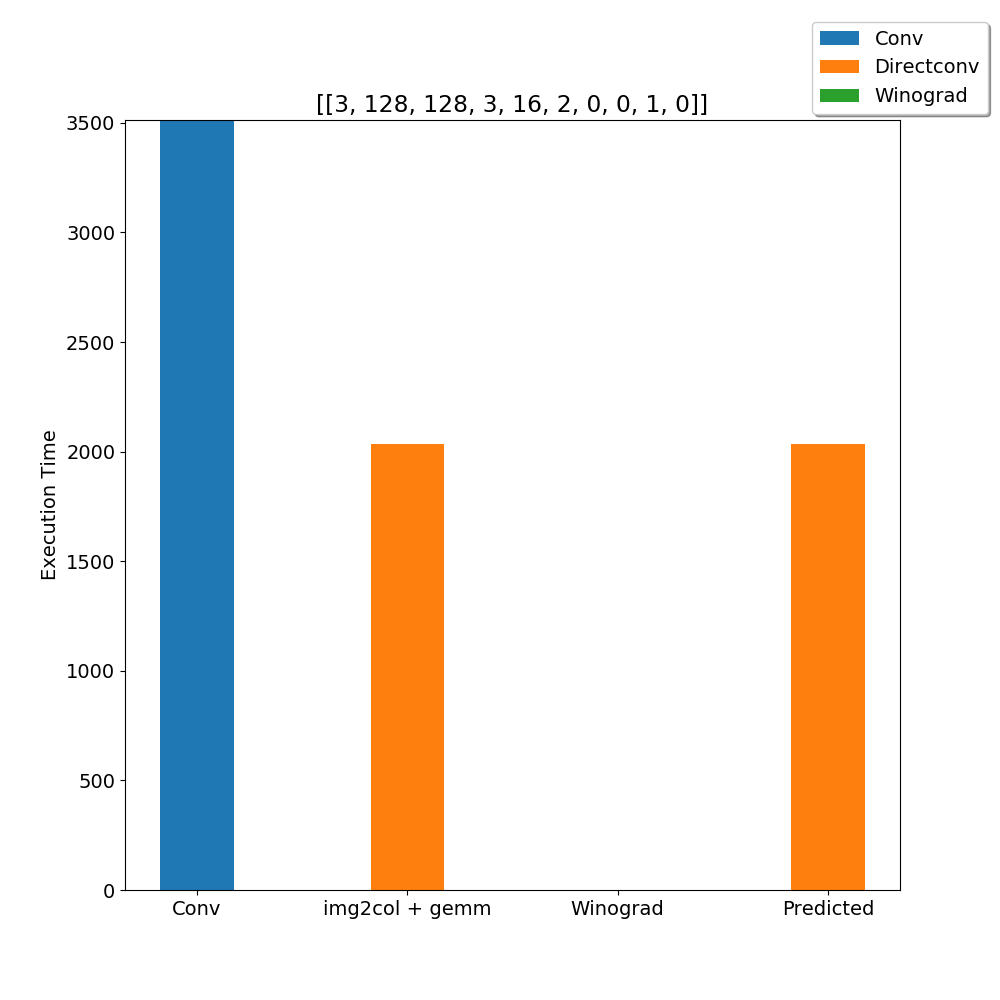 Conv
Directconv
Winograd
[[3, 128, 128, 3, 16, 2, 0, 0, 1, 0]]
3500
3000
2500
2000
1500
1000
500
0
Execution Time
Conv
img2col + gemm
Winograd
Predicted